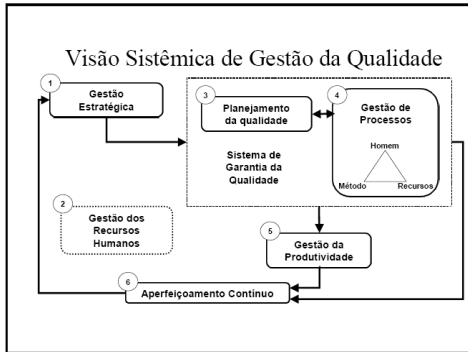 Visão Sistêmica de Gestão da Qualidade
1
Gestão
Estratégica
3
Planejamento
da qualidade
4
Gestão de
Processos
Homem
Método
Recursos
Sistema de
Garantia da
Qualidade
2
Gestão dos
Recursos
Humanos
5
Gestão da
Produtividade
6
Aperfeiçoamento Contínuo